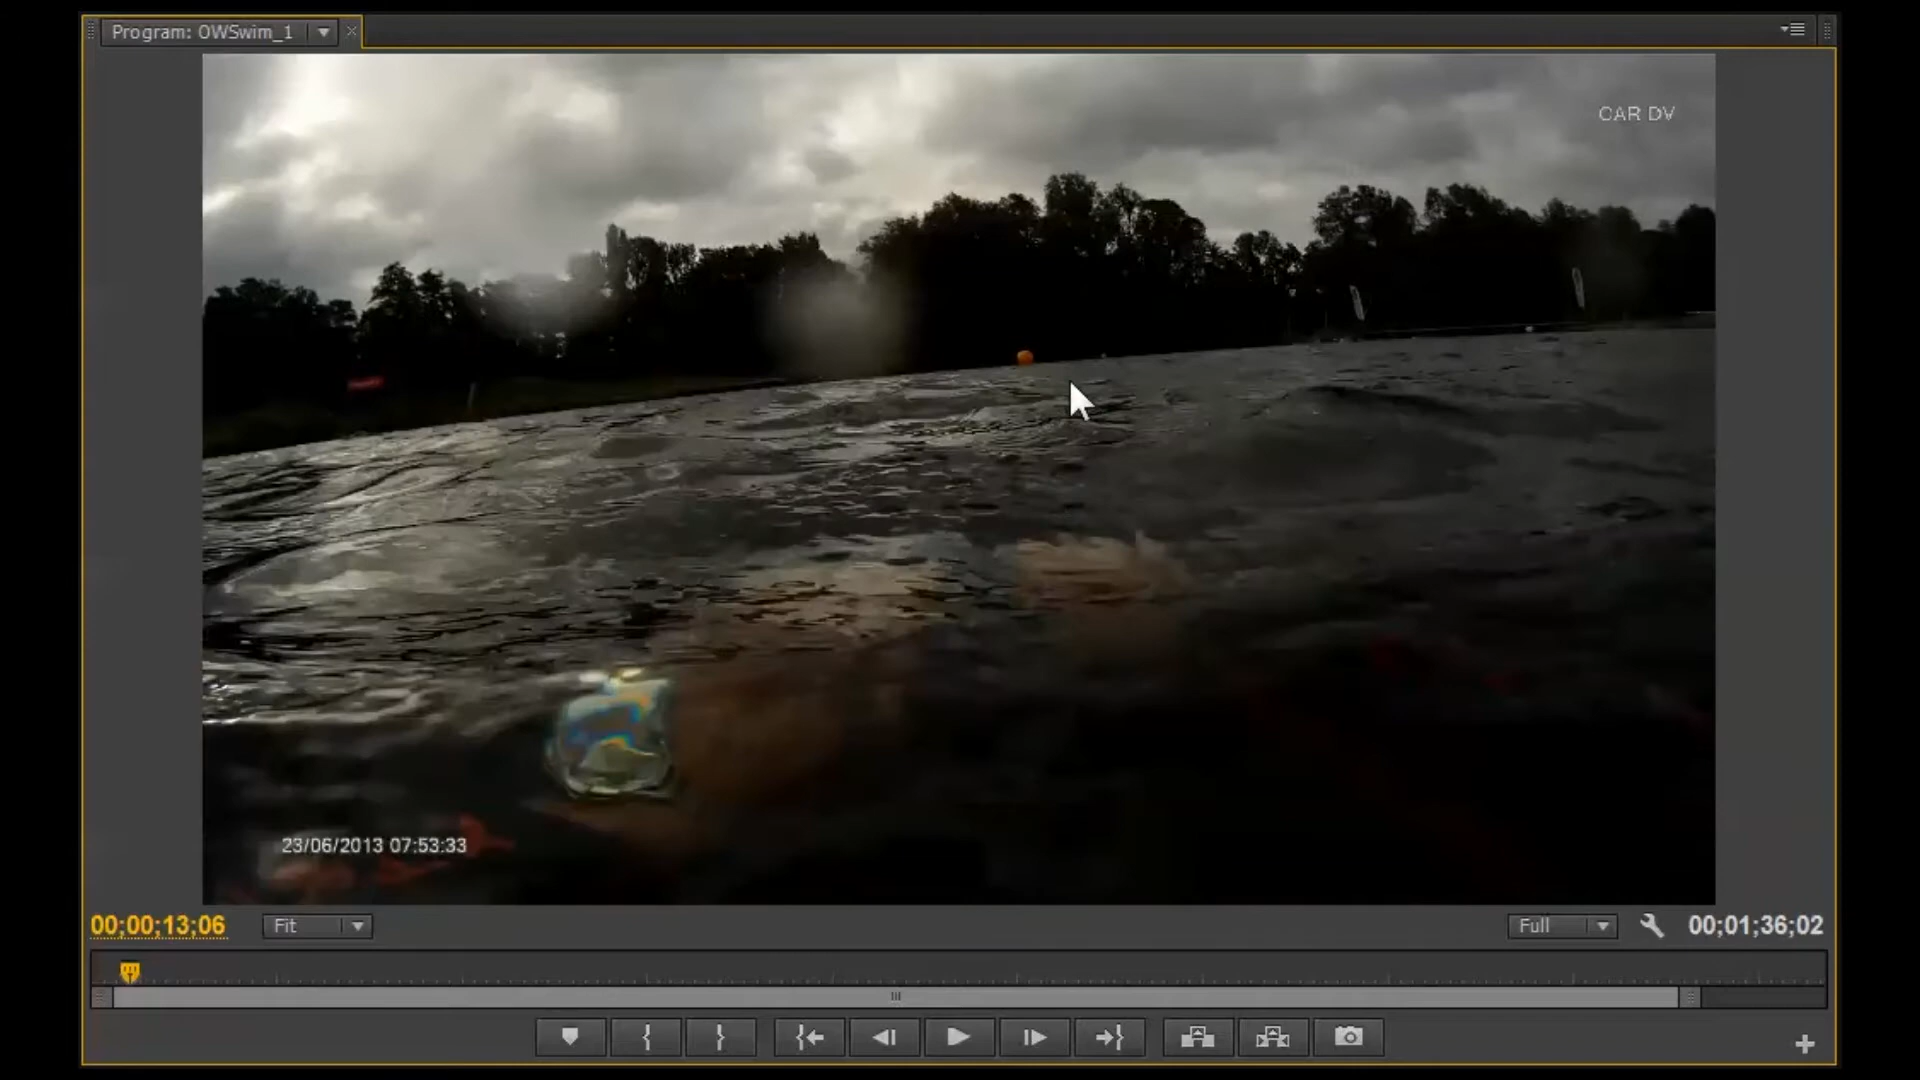 Program: OWSwim_1
CAR DV
23/06/2013 07:53:33
00;00;13;06
Fit
Full
00;01;36;02